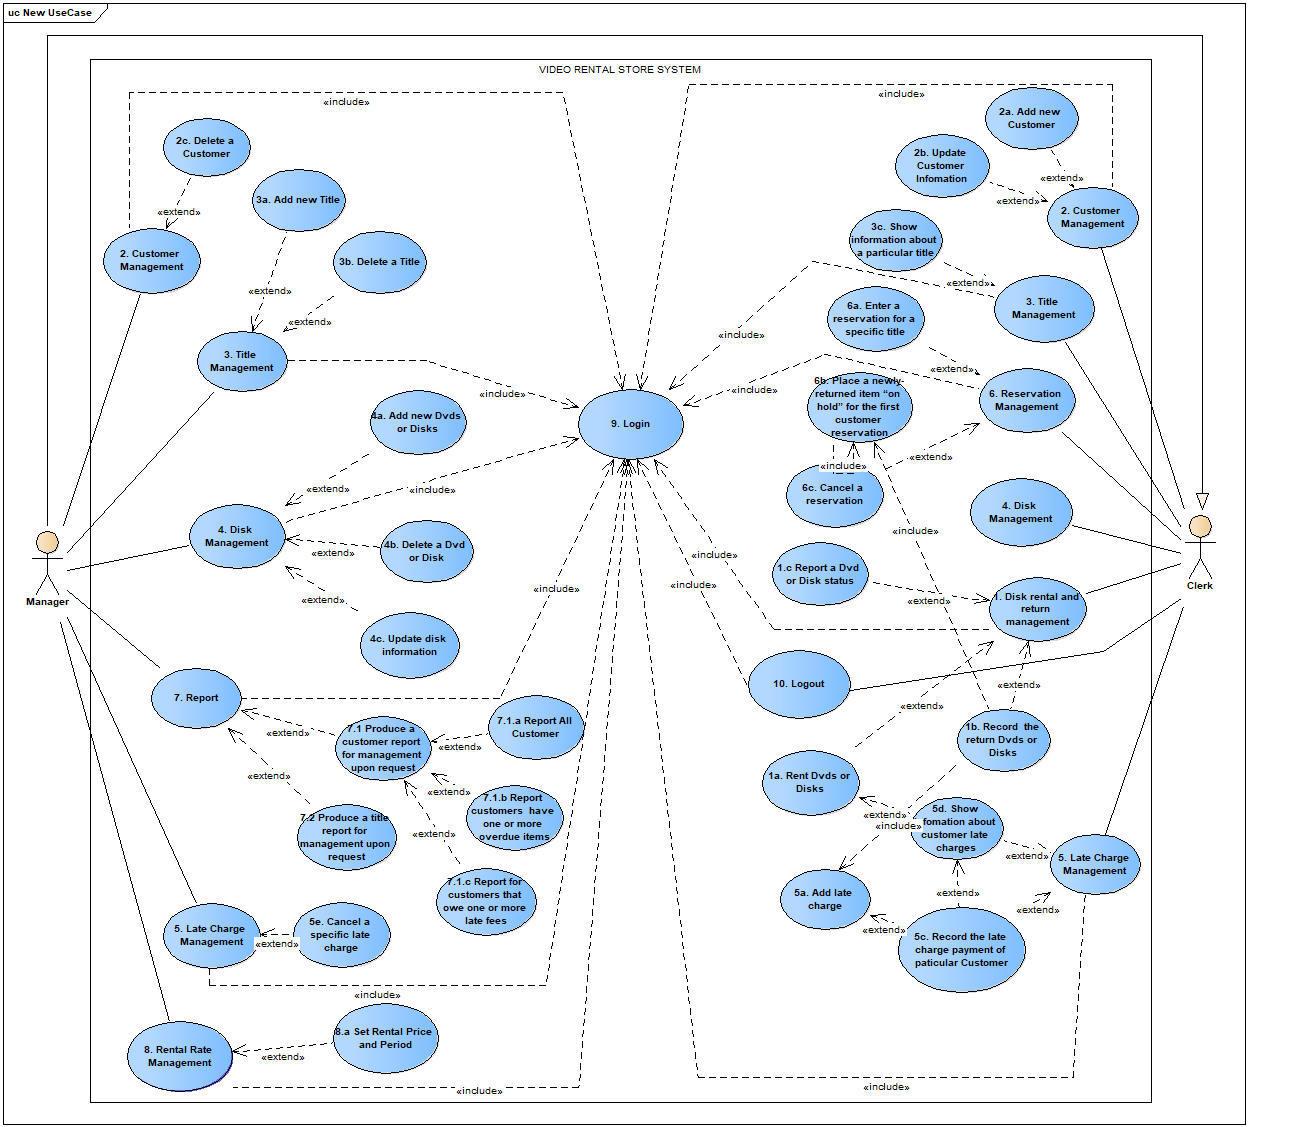 uc New UseCase
VIDEO RENTAL STORE SYSTEM
«include»
«include»
2c. Delete a
Customer
2a. Add new
Customer
2b. Update
Customer
Infomation
«extend»
«extend»
«extend»
3a. Add new Title
2. Customer
Management
2. Customer
Management
3c. Show
information about
a particular title
3b. Delete a Title
«extend»
«extend»
«extend»
6a. Enter a
reservation for a
specific title
3. Title
Management
«include»
3. Title
Management
«extend»
«include»
«include»
6b. Place a newly-
returned item “on
hold” for the first
customer
reservation
6. Reservation
Management
4a. Add new Dvds
or Disks
9. Login
«extend»
«include»
«include»
«extend»
6c. Cancel a
reservation
4. Disk
Management
4. Disk
Management
«include»
«extend»
4b. Delete a Dvd
or Disk
«include»
1.c Report a Dvd
or Disk status
Clerk
Manager
«extend»
«include»
«include»
«extend»
1. Disk rental and
return
management
4c. Update disk
information
10. Logout
«extend»
7. Report
«extend»
7.1.a Report All
Customer
7.1 Produce a
customer report
for management
upon request
«extend»
«extend»
1b. Record  the
return Dvds or
Disks
«extend»
1a. Rent Dvds or
Disks
«extend»
7.1.b Report
customers  have
one or more
overdue items
7.2 Produce a title
report for
management upon
request
«extend»
«extend»
«include»
5d. Show
fomation about
customer late
charges
«extend»
5. Late Charge
Management
7.1.c Report for
customers that
owe one or more
late fees
5a. Add late
charge
«extend»
«extend»
«extend»
5. Late Charge
Management
5e. Cancel a
specific late
charge
«extend»
5c. Record the late
charge payment of
paticular Customer
«include»
8.a Set Rental Price
and Period
8. Rental Rate
Management
«extend»
«include»
«include»